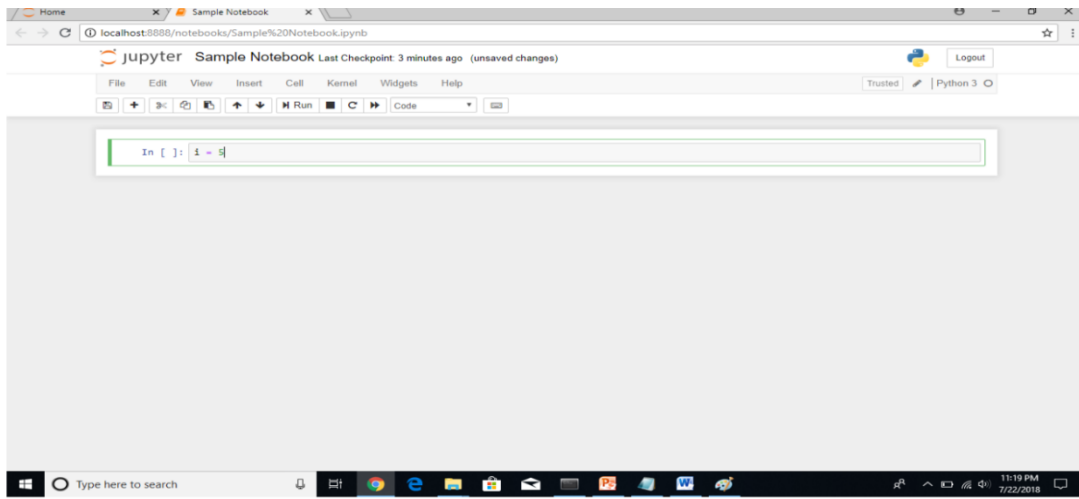 Home
Sample Notebook
localhost:8888/notebooks/Sample%20Notebook.ipynb
jupyter Sample Notebook Last Checkpoint: 3 minutes ago (unsaved changes)
Logout
File Edit View Insert Cell Kernel Widgets Help
Trusted Python 3
Run Code
In [ ]: i = 5
Type here to search
11:19 PM
7/22/2018